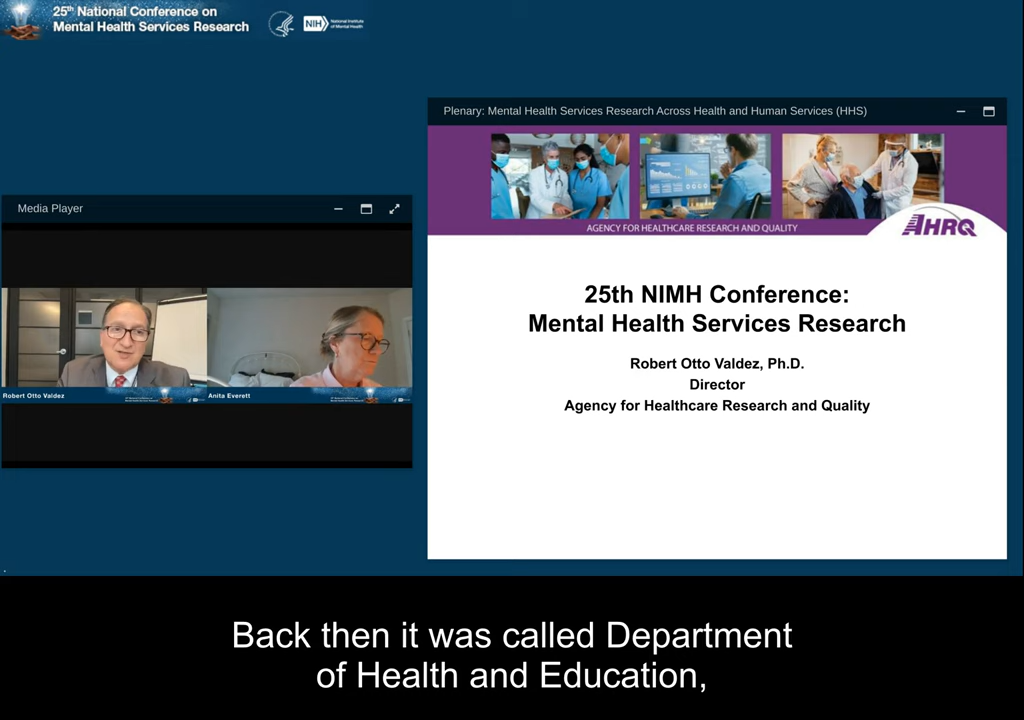 25th National Conference on
Mental Health Services Research
NIH
National Institute
of Mental Health
Plenary: Mental Health Services Research Across Health and Human Services (HHS)
AGENCY FOR HEALTHCARE RESEARCH AND QUALITY
AHRQ
Media Player
25th NIMH Conference:
Mental Health Services Research
Robert Otto Valdez, Ph.D.
Director
Agency for Healthcare Research and Quality
Robert Otto Valdez
Anita Everett
Back then it was called Department
of Health and Education,